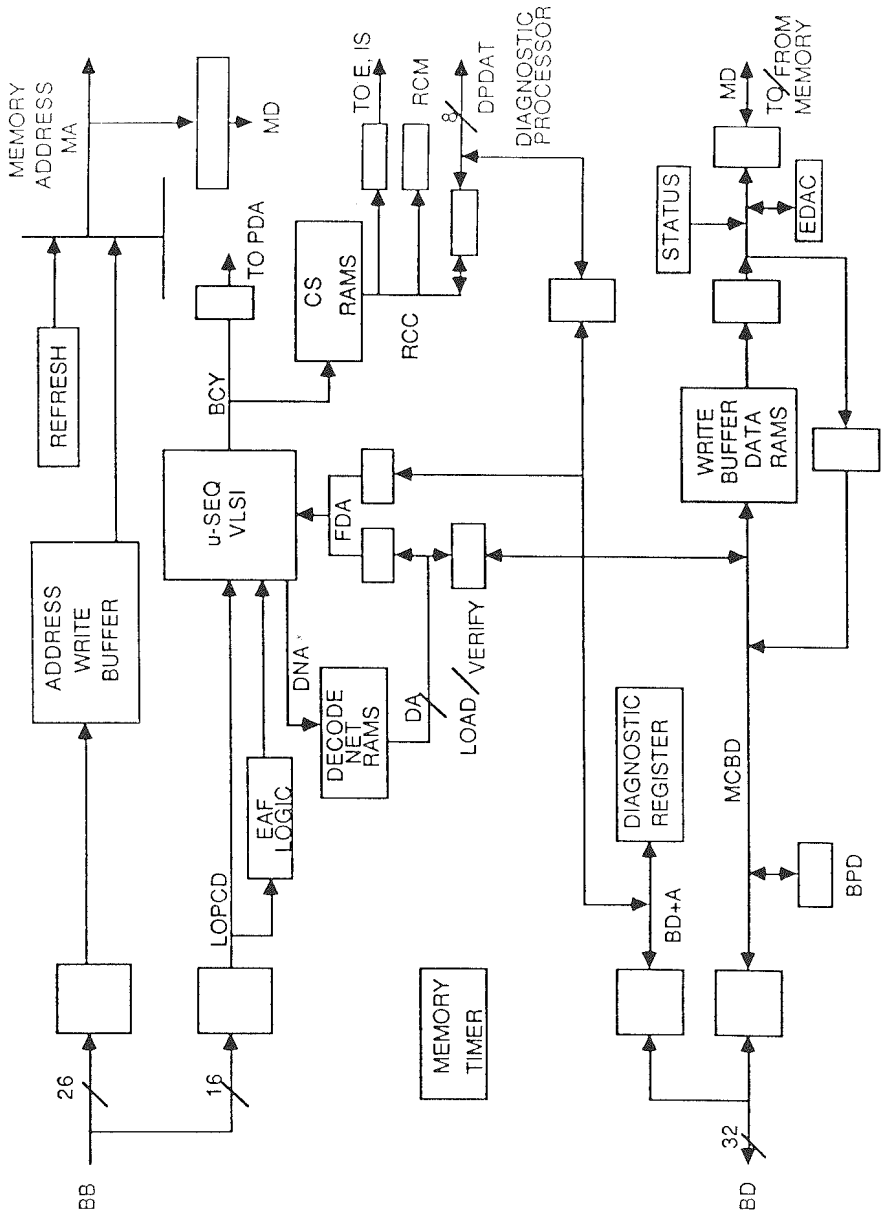 MEMORY
ADDRESS
MA
MD
REFRESH
ADDRESS
WRITE
BUFFER
26
BB
16
LOPCD
EAF
LOGIC
u-SEQ
VLSI
BCY
TO PDA
CS
RAMS
TO E, IS
RCM
RCC
8
DPDAT
DIAGNOSTIC
PROCESSOR
DNA
DECODE
NET
RAMS
FDA
DA
LOAD/
VERIFY
MEMORY
TIMER
DIAGNOSTIC
REGISTER
BD+A
MCBD
BPD
32
BD
WRITE
BUFFER
DATA
RAMS
STATUS
EDAC
MD
TO/FROM
MEMORY